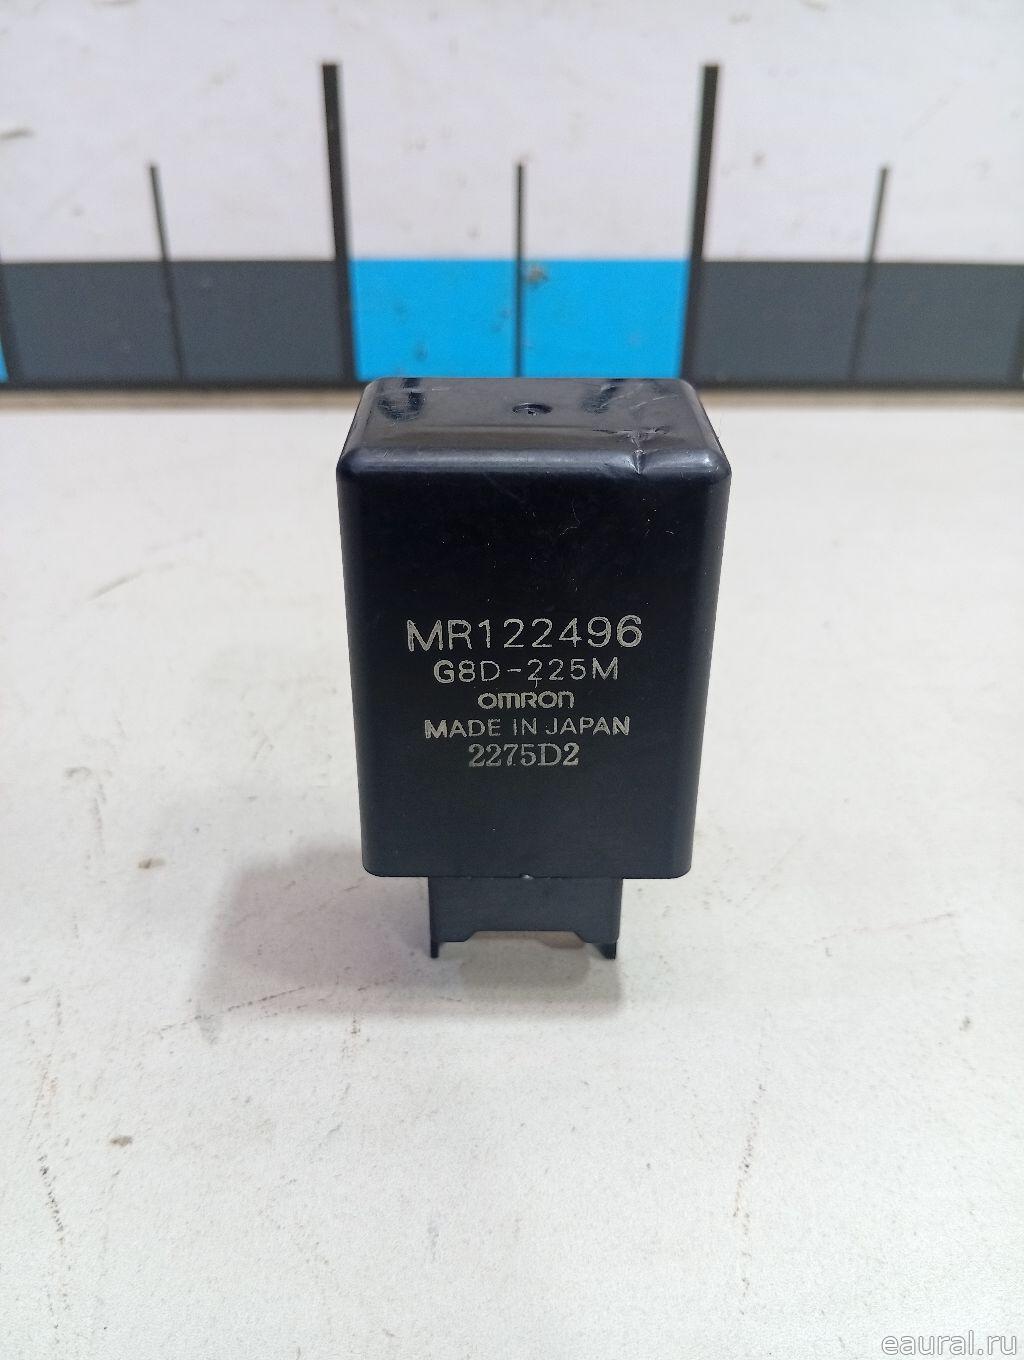 MR122496
G8D-225M
omron
MADE IN JAPAN
2275D2
eaural.ru